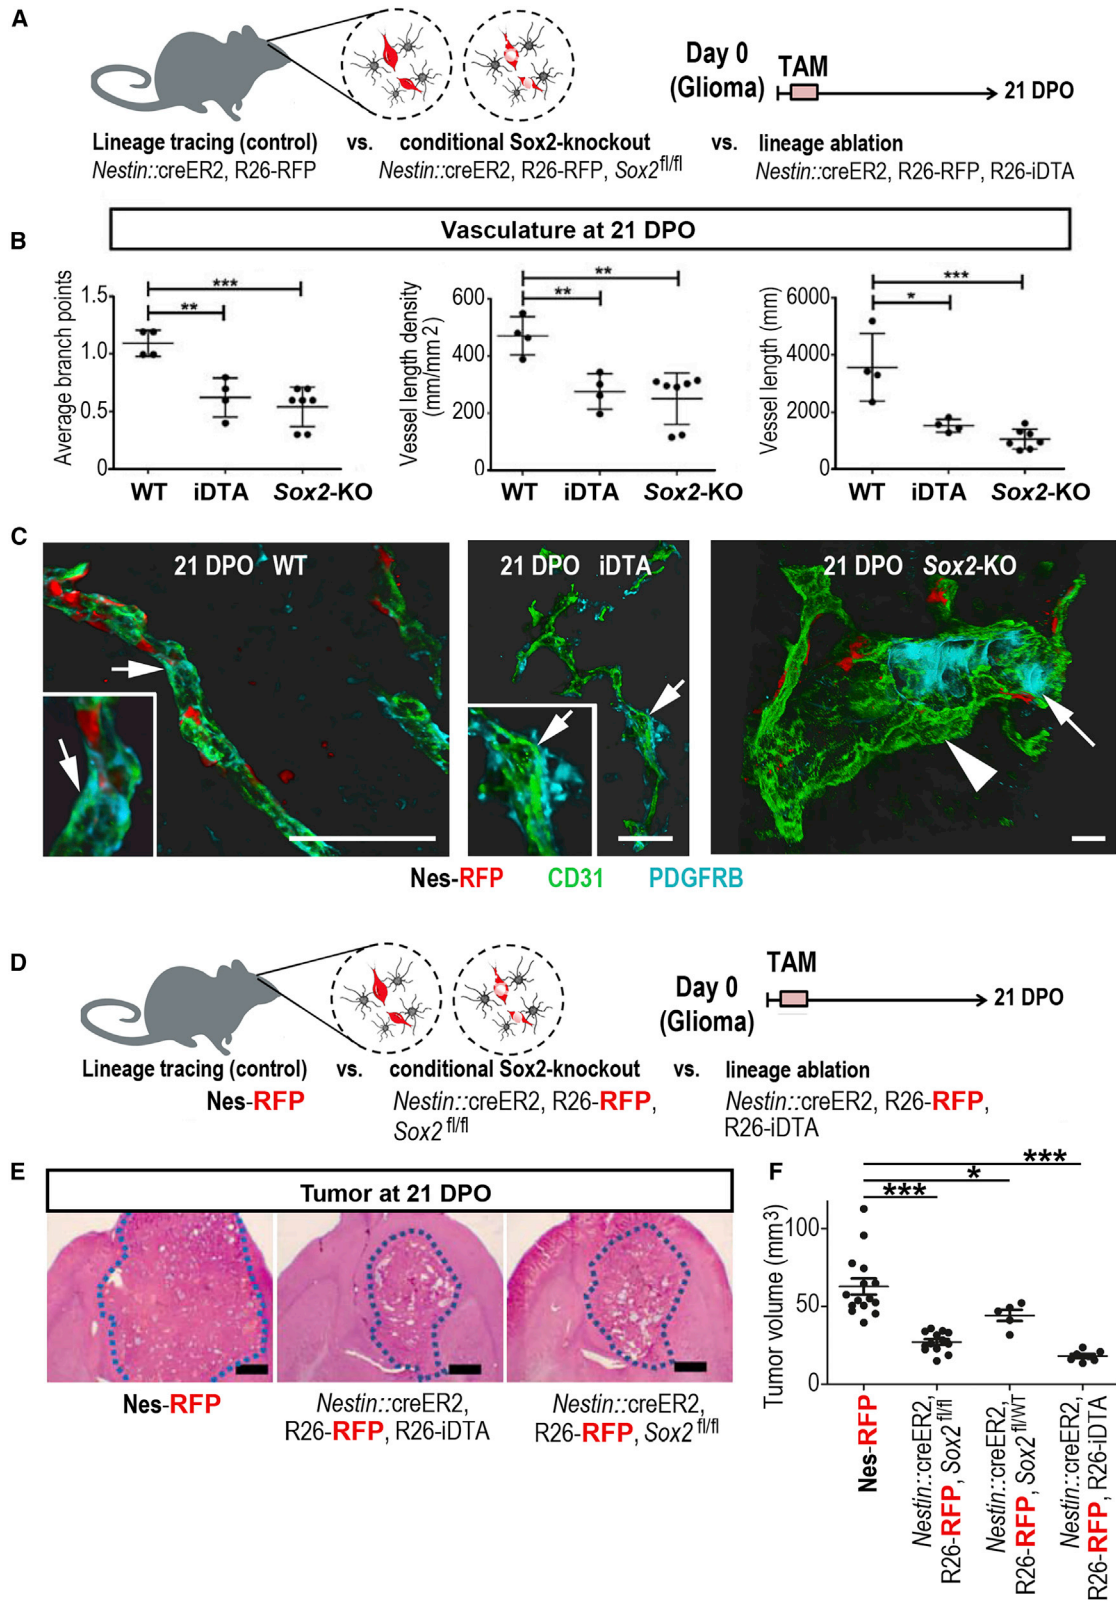 A
Day 0
(Glioma)
TAM
21 DPO
Lineage tracing (control) vs. conditional Sox2-knockout vs. lineage ablation
Nestin::creER2, R26-RFP Nestin::creER2, R26-RFP, Sox2fl/fl Nestin::creER2, R26-RFP, R26-iDTA
B
Vasculature at 21 DPO
Average branch points
1.5
1.0
0.5
0
***
**
WT iDTA Sox2-KO
Vessel length density
(mm/mm2)
600
400
200
0
**
**
WT iDTA Sox2-KO
Vessel length (mm)
6000
4000
2000
0
***
*
WT iDTA Sox2-KO
C
21 DPO WT
21 DPO iDTA
21 DPO Sox2-KO
Nes-RFP CD31 PDGFRB
D
Day 0
(Glioma)
TAM
21 DPO
Lineage tracing (control) vs. conditional Sox2-knockout vs. lineage ablation
Nes-RFP
Nestin::creER2, R26-RFP,
Sox2fl/fl
Nestin::creER2, R26-RFP,
R26-iDTA
E
Tumor at 21 DPO
Nes-RFP
Nestin::creER2,
R26-RFP, R26-iDTA
Nestin::creER2,
R26-RFP, Sox2fl/fl
F
***
*
***
Tumor volume (mm3)
100
50
0
Nes-RFP
Nestin::creER2,
R26-RFP, Sox2fl/fl
Nestin::creER2,
R26-RFP, Sox2fl/WT
Nestin::creER2,
R26-RFP, R26-iDTA